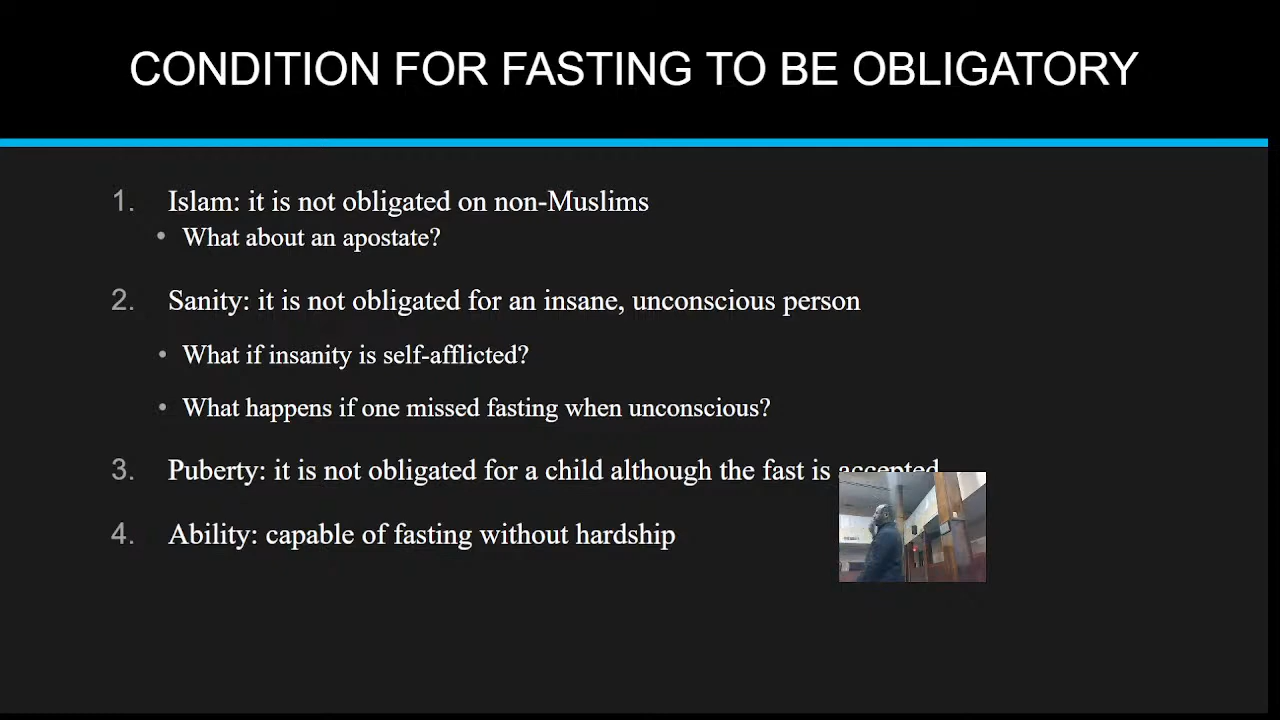 CONDITION FOR FASTING TO BE OBLIGATORY
1. Islam: it is not obligated on non-Muslims
• What about an apostate?
2. Sanity: it is not obligated for an insane, unconscious person
• What if insanity is self-afflicted?
• What happens if one missed fasting when unconscious?
3. Puberty: it is not obligated for a child although the fast is accepted
4. Ability: capable of fasting without hardship